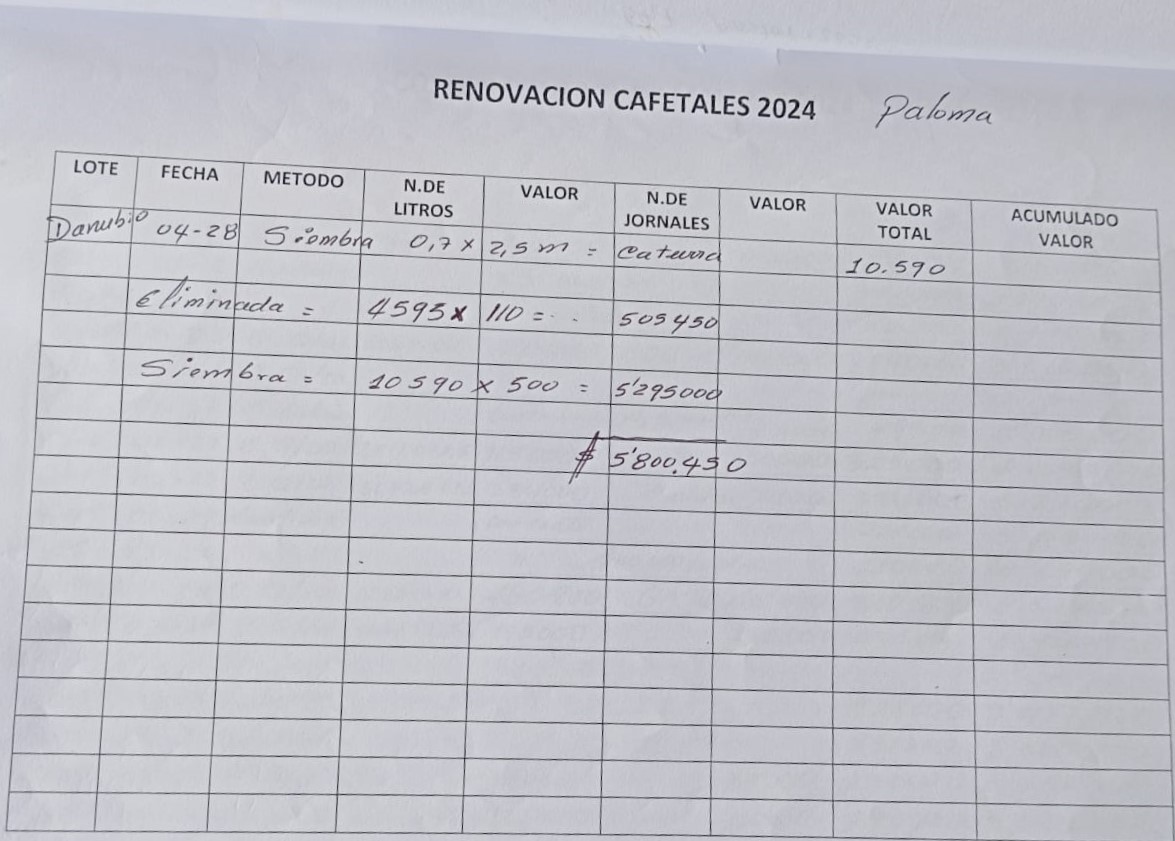 RENOVACION CAFETALES 2024 Paloma
LOTE FECHA METODO N.DE LITROS VALOR N.DE JORNALES VALOR VALOR TOTAL ACUMULADO VALOR
Danubio 04-28 Siembra 0,7 x 2,5 m = caturra 10.590
Eliminada = 4595 x 110 = 505450
Siembra = 10590 x 500 = 5'295000
$ 5'800.450